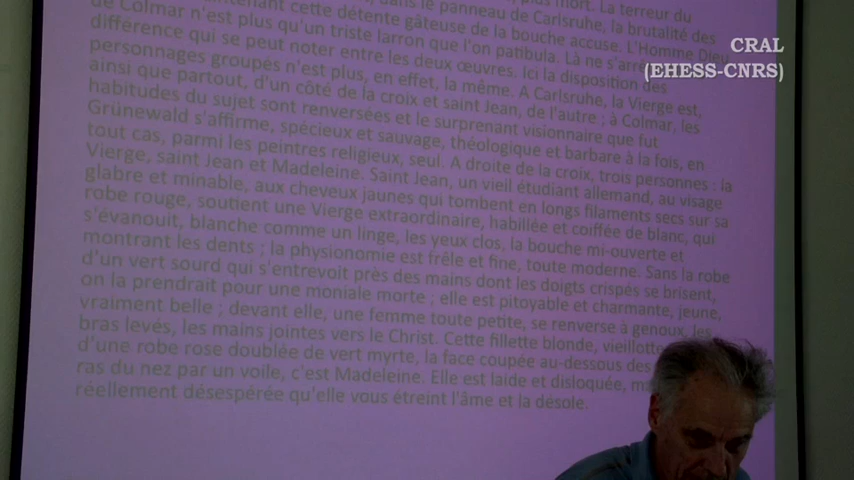 plus mort. La terreur du
dans le panneau de Carlsruhe, la brutalité des
maintenant cette détente gâteuse de la bouche accuse. L'Homme Dieu
de Colmar n'est plus qu'un triste larron que l'on patibula. Là ne s'arrê
différence qui se peut noter entre les deux œuvres. Ici la disposition des
personnages groupés n'est plus, en effet, la même. A Carlsruhe, la Vierge est,
ainsi que partout, d'un côté de la croix et saint Jean, de l'autre ; à Colmar, les
habitudes du sujet sont renversées et le surprenant visionnaire que fut
Grünewald s'affirme, spécieux et sauvage, théologique et barbare à la fois, en
tout cas, parmi les peintres religieux, seul. A droite de la croix, trois personnes : la
Vierge, saint Jean et Madeleine. Saint Jean, un vieil étudiant allemand, au visage
glabre et minable, aux cheveux jaunes qui tombent en longs filaments secs sur sa
robe rouge, soutient une Vierge extraordinaire, habillée et coiffée de blanc, qui
s'évanouit, blanche comme un linge, les yeux clos, la bouche mi-ouverte et
montrant les dents ; la physionomie est frêle et fine, toute moderne. Sans la robe
d'un vert sourd qui s'entrevoit près des mains dont les doigts crispés se brisent,
on la prendrait pour une moniale morte ; elle est pitoyable et charmante, jeune,
vraiment belle ; devant elle, une femme toute petite, se renverse à genoux, les
bras levés, les mains jointes vers le Christ. Cette fillette blonde, vieillotte
d'une robe rose doublée de vert myrte, la face coupée au-dessous des
ras du nez par un voile, c'est Madeleine. Elle est laide et disloquée, ma
réellement désespérée qu'elle vous étreint l'âme et la désole.
CRAL
(EHESS-CNRS)